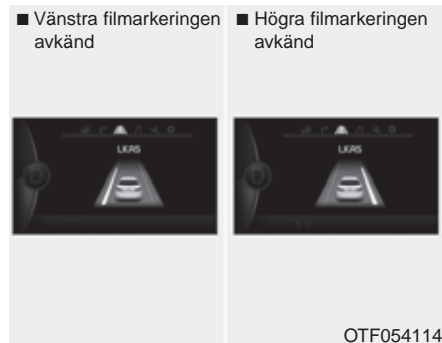 ■ Vänstra filmarkeringen
avkänd
■ Högra filmarkeringen
avkänd
LKAS
LKAS
OTF054114